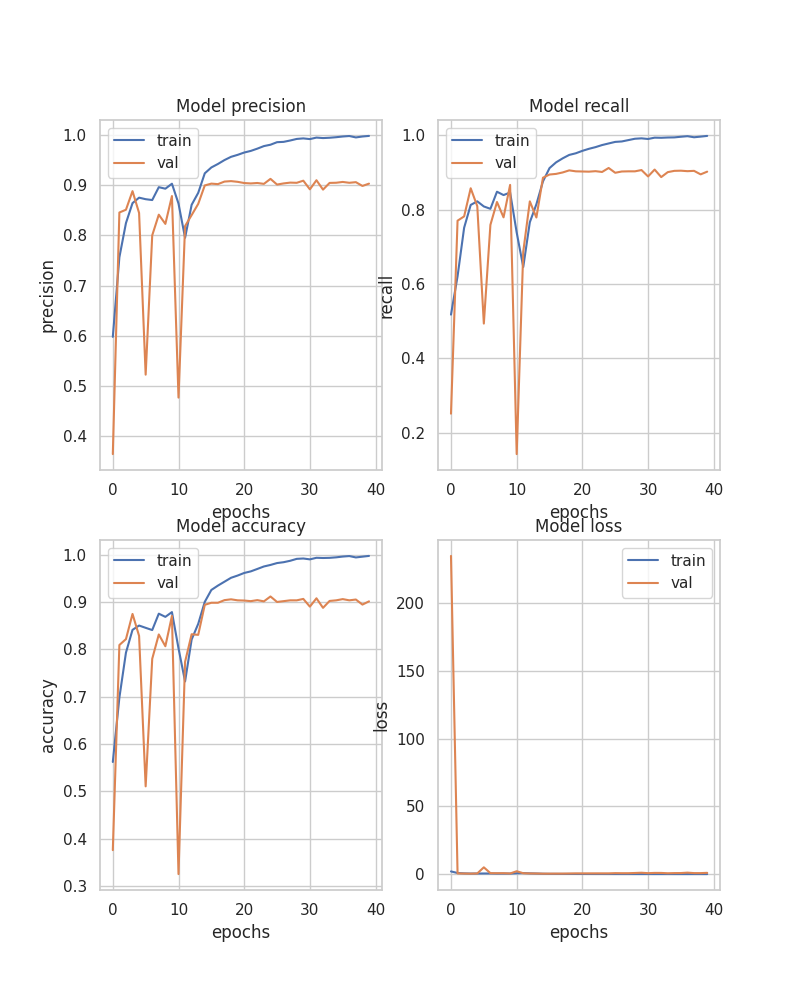 Model precision
1.0
0.9
0.8
0.7
0.6
0.5
0.4
precision
train
val
0 10 20 30 40
epochs
Model recall
1.0
0.8
0.6
0.4
0.2
recall
train
val
0 10 20 30 40
epochs
Model accuracy
1.0
0.9
0.8
0.7
0.6
0.5
0.4
0.3
accuracy
train
val
0 10 20 30 40
epochs
Model loss
200
150
100
50
0
loss
train
val
0 10 20 30 40
epochs